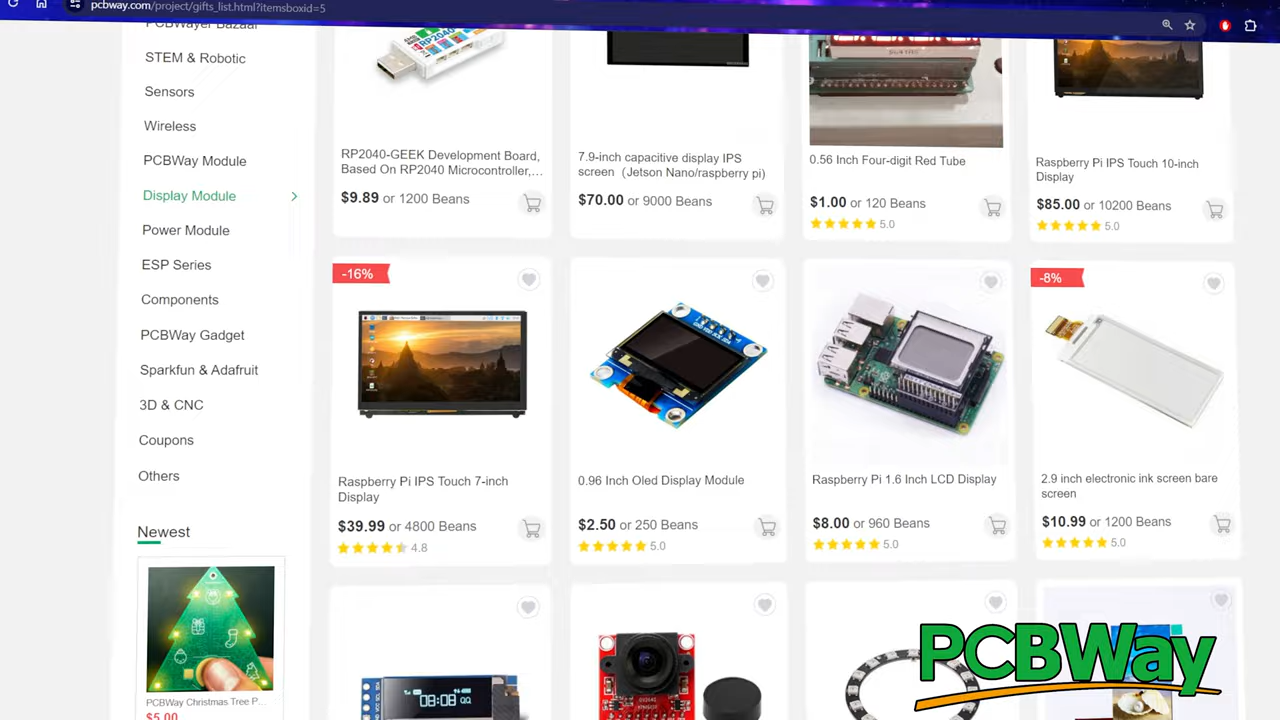 pcbway.com/project/gifts_list.html?itemsboxid=5
PCBWayer Bazaar
STEM & Robotic
Sensors
Wireless
PCBWay Module
Display Module
Power Module
ESP Series
Components
PCBWay Gadget
Sparkfun & Adafruit
3D & CNC
Coupons
Others
Newest
PCBWay Christmas Tree P...
$5.00
RP2040-GEEK Development Board,
Based On RP2040 Microcontroller,...
$9.89 or 1200 Beans
7.9-inch capacitive display IPS
screen（Jetson Nano/raspberry pi)
$70.00 or 9000 Beans
0.56 Inch Four-digit Red Tube
$1.00 or 120 Beans
5.0
Raspberry Pi IPS Touch 10-inch
Display
$85.00 or 10200 Beans
5.0
-16%
Raspberry Pi IPS Touch 7-inch
Display
$39.99 or 4800 Beans
4.8
0.96 Inch Oled Display Module
$2.50 or 250 Beans
5.0
Raspberry Pi 1.6 Inch LCD Display
$8.00 or 960 Beans
5.0
-8%
2.9 inch electronic ink screen bare
screen
$10.99 or 1200 Beans
5.0
08:08
PCBWay